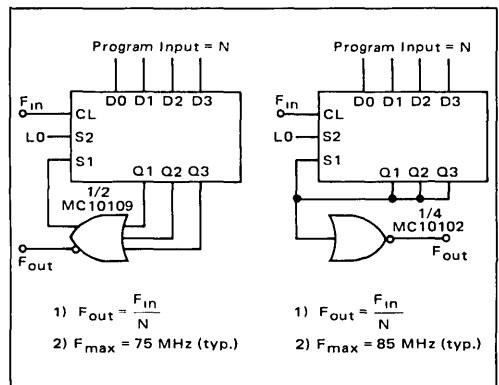 Program Input = N
D0 D1 D2 D3
Fin
CL
L0
S2
S1
Q1 Q2 Q3
1/2
MC10109
Fout
1) Fout = Fin / N
2) Fmax = 75 MHz (typ.)
Program Input = N
D0 D1 D2 D3
Fin
CL
L0
S2
S1
Q1 Q2 Q3
1/4
MC10102
Fout
1) Fout = Fin / N
2) Fmax = 85 MHz (typ.)